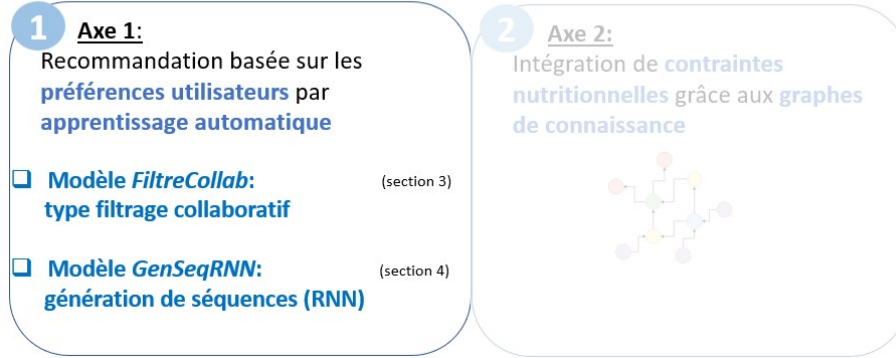 1
Axe 1:
Recommandation basée sur les
préférences utilisateurs par
apprentissage automatique
❑ Modèle FiltreCollab: (section 3)
type filtrage collaboratif
❑ Modèle GenSeqRNN: (section 4)
génération de séquences (RNN)
2
Axe 2:
Intégration de contraintes
nutritionnelles grâce aux graphes
de connaissance